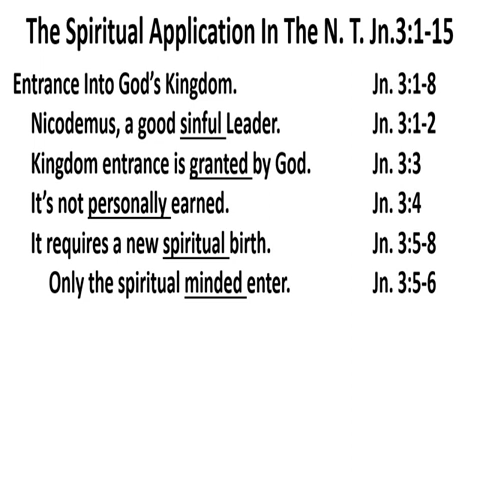 The Spiritual Application In The N. T. Jn.3:1-15
Entrance Into God's Kingdom. Jn. 3:1-8
Nicodemus, a good sinful Leader. Jn. 3:1-2
Kingdom entrance is granted by God. Jn. 3:3
It's not personally earned. Jn. 3:4
It requires a new spiritual birth. Jn. 3:5-8
Only the spiritual minded enter. Jn. 3:5-6